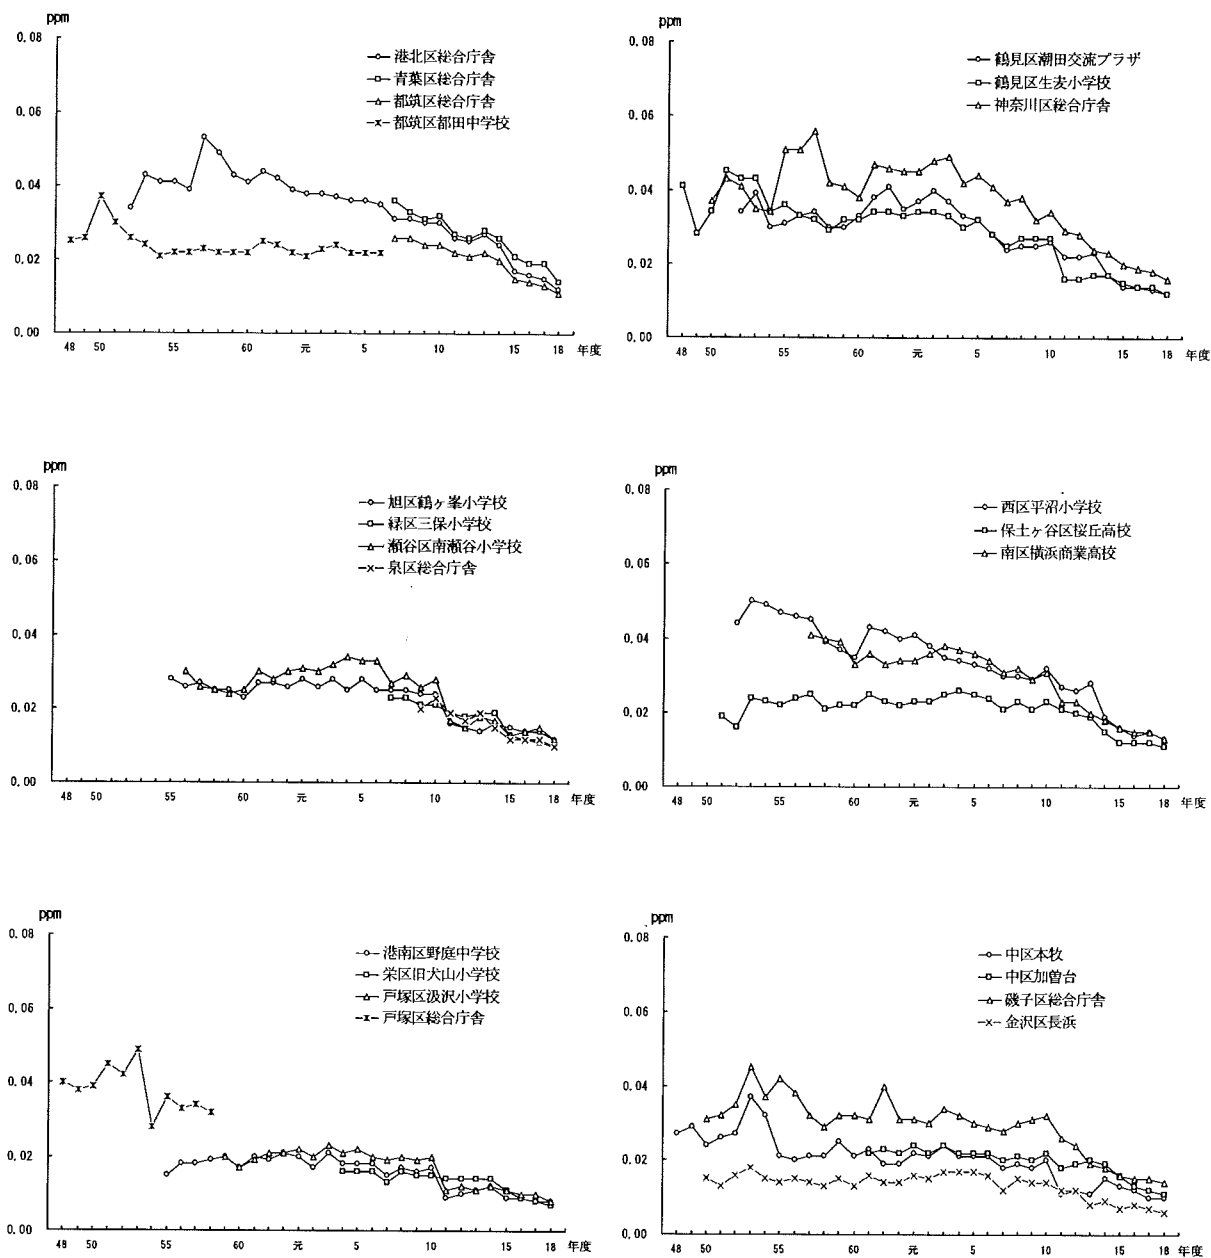 ppm
0.08
0.06
0.04
0.02
0.00
港北区総合庁舎
青葉区総合庁舎
都筑区総合庁舎
都筑区都田中学校
48 50 55 60 元 5 10 15 18 年度
ppm
0.08
0.06
0.04
0.02
0.00
鶴見区潮田交流プラザ
鶴見区生麦小学校
神奈川区総合庁舎
48 50 55 60 元 5 10 15 18 年度
ppm
0.08
0.06
0.04
0.02
0.00
旭区鶴ヶ峯小学校
緑区三保小学校
瀬谷区南瀬谷小学校
泉区総合庁舎
48 50 55 60 元 5 10 15 18 年度
ppm
0.08
0.06
0.04
0.02
0.00
西区平沼小学校
保土ヶ谷区桜丘高校
南区横浜商業高校
48 50 55 60 元 5 10 15 18 年度
ppm
0.08
0.06
0.04
0.02
0.00
港南区野庭中学校
栄区旧犬山小学校
戸塚区汲沢小学校
戸塚区総合庁舎
48 50 55 60 元 5 10 15 18 年度
ppm
0.08
0.06
0.04
0.02
0.00
中区本牧
中区加曽台
磯子区総合庁舎
金沢区長浜
48 50 55 60 元 5 10 15 18 年度